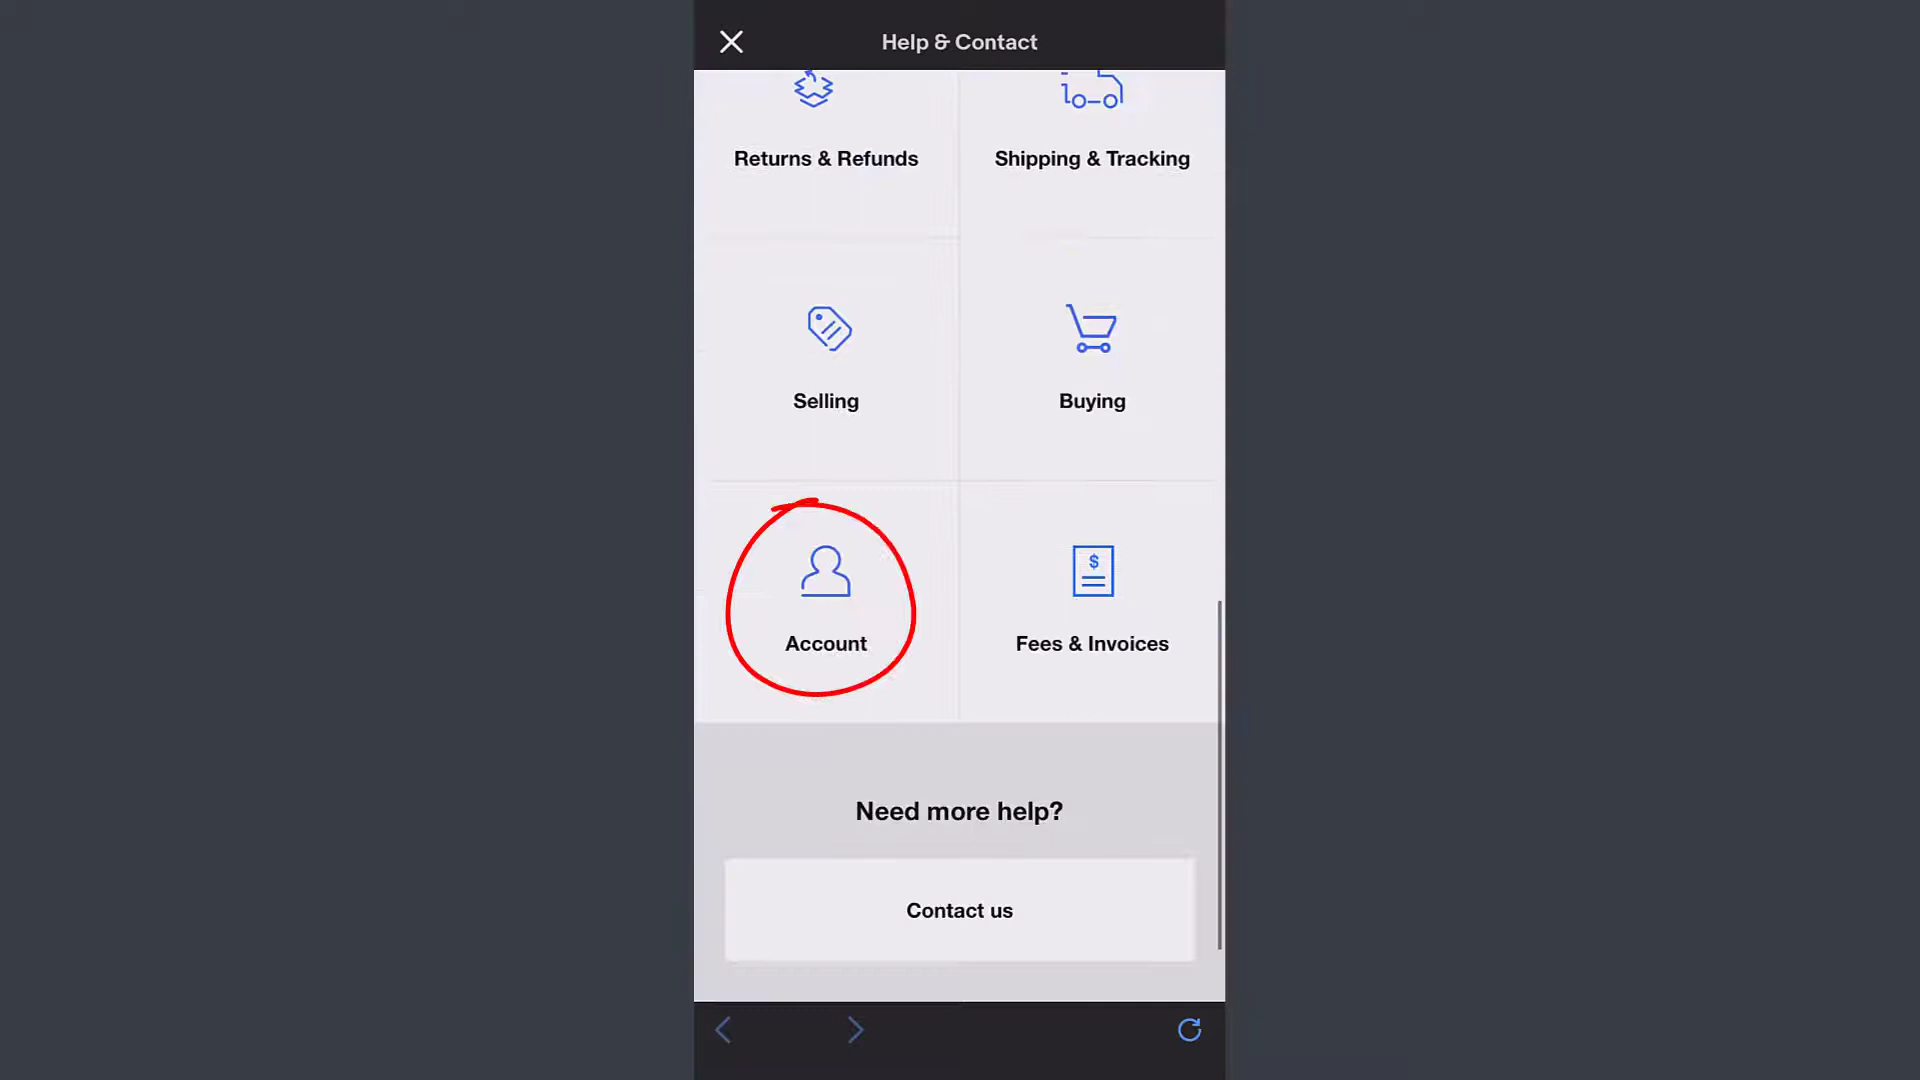 Help & Contact
Returns & Refunds
Shipping & Tracking
Selling
Buying
$
Account
Fees & Invoices
Need more help?
Contact us